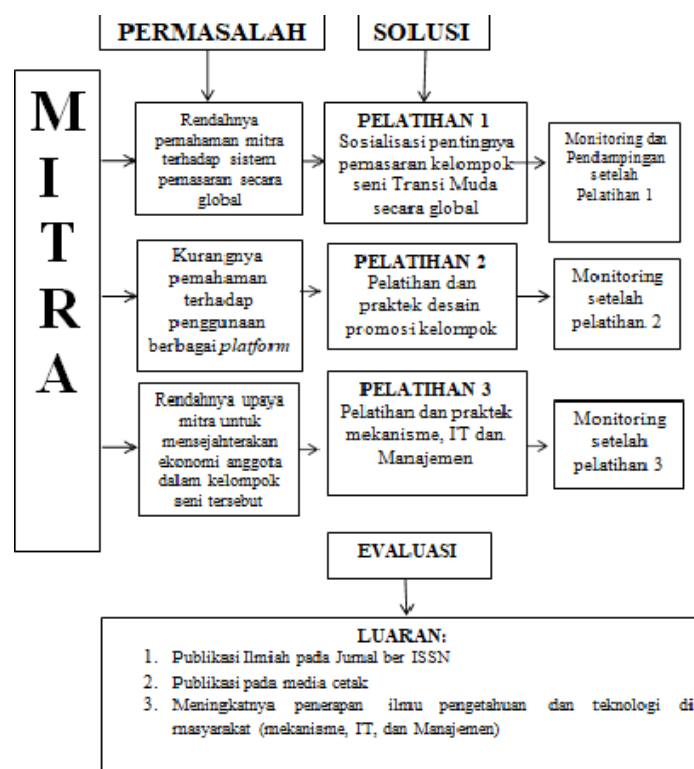 PERMASALAH
SOLUSI
M
I
T
R
A
Rendahnya
pemahaman mitra
terhadap sistem
pemasaran secara
global
PELATIHAN 1
Sosialisasi pentingnya
pemasaran kelompok
seni Transi Muda
secara global
Monitoring dan
Pendampingan
setelah
Pelatihan 1
Kurangnya
pemahaman
terhadap
penggunaan
berbagai platform
PELATIHAN 2
Pelatihan dan
praktek desain
promosi kelompok
Monitoring
setelah
pelatihan 2
Rendahnya upaya
mitra untuk
mensejahterakan
ekonomi anggota
dalam kelompok
seni tersebut
PELATIHAN 3
Pelatihan dan praktek
mekanisme, IT dan
Manajemen
Monitoring
setelah
pelatihan 3
EVALUASI
LUARAN:
1. Publikasi Ilmiah pada Jurnal ber ISSN
2. Publikasi pada media cetak
3. Meningkatnya penerapan ilmu pengetahuan dan teknologi di
masyarakat (mekanisme, IT, dan Manajemen)